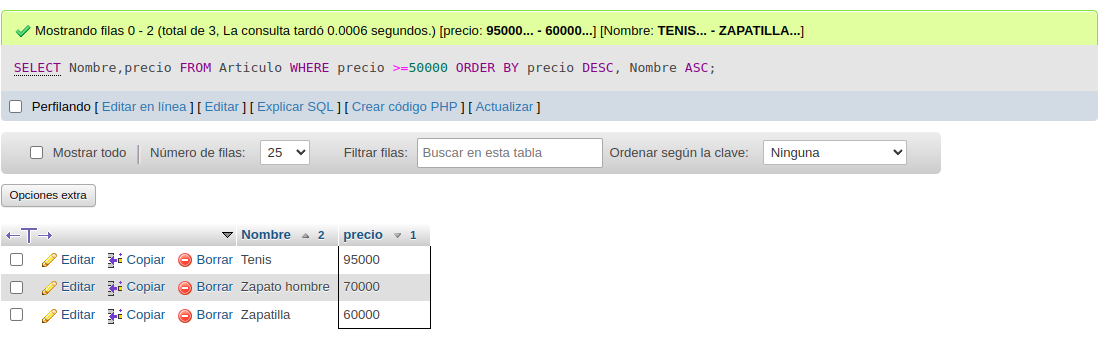 Mostrando filas 0 - 2 (total de 3, La consulta tardó 0.0006 segundos.) [precio: 95000... - 60000...] [Nombre: TENIS... - ZAPATILLA...]
SELECT Nombre,precio FROM Articulo WHERE precio >=50000 ORDER BY precio DESC, Nombre ASC;
Perfilando [ Editar en línea ] [ Editar ] [ Explicar SQL ] [ Crear código PHP ] [ Actualizar ]
Mostrar todo | Número de filas: 25 Filtrar filas: Buscar en esta tabla Ordenar según la clave: Ninguna
Opciones extra
←T→ Nombre 2 precio 1
Editar Copiar Borrar Tenis 95000
Editar Copiar Borrar Zapato hombre 70000
Editar Copiar Borrar Zapatilla 60000